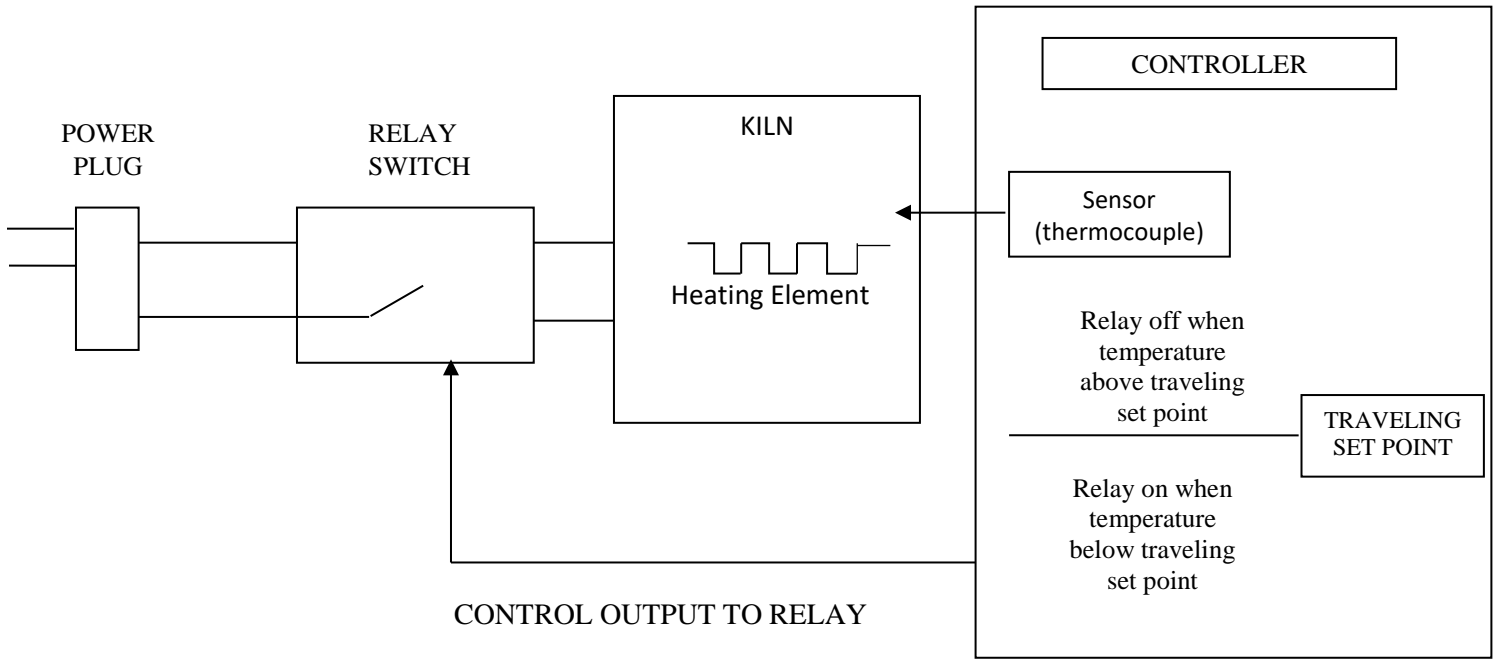 CONTROLLER
POWER
PLUG
RELAY
SWITCH
KILN
Sensor
(thermocouple)
Heating Element
Relay off when
temperature
above traveling
set point
TRAVELING
SET POINT
Relay on when
temperature
below traveling
set point
CONTROL OUTPUT TO RELAY